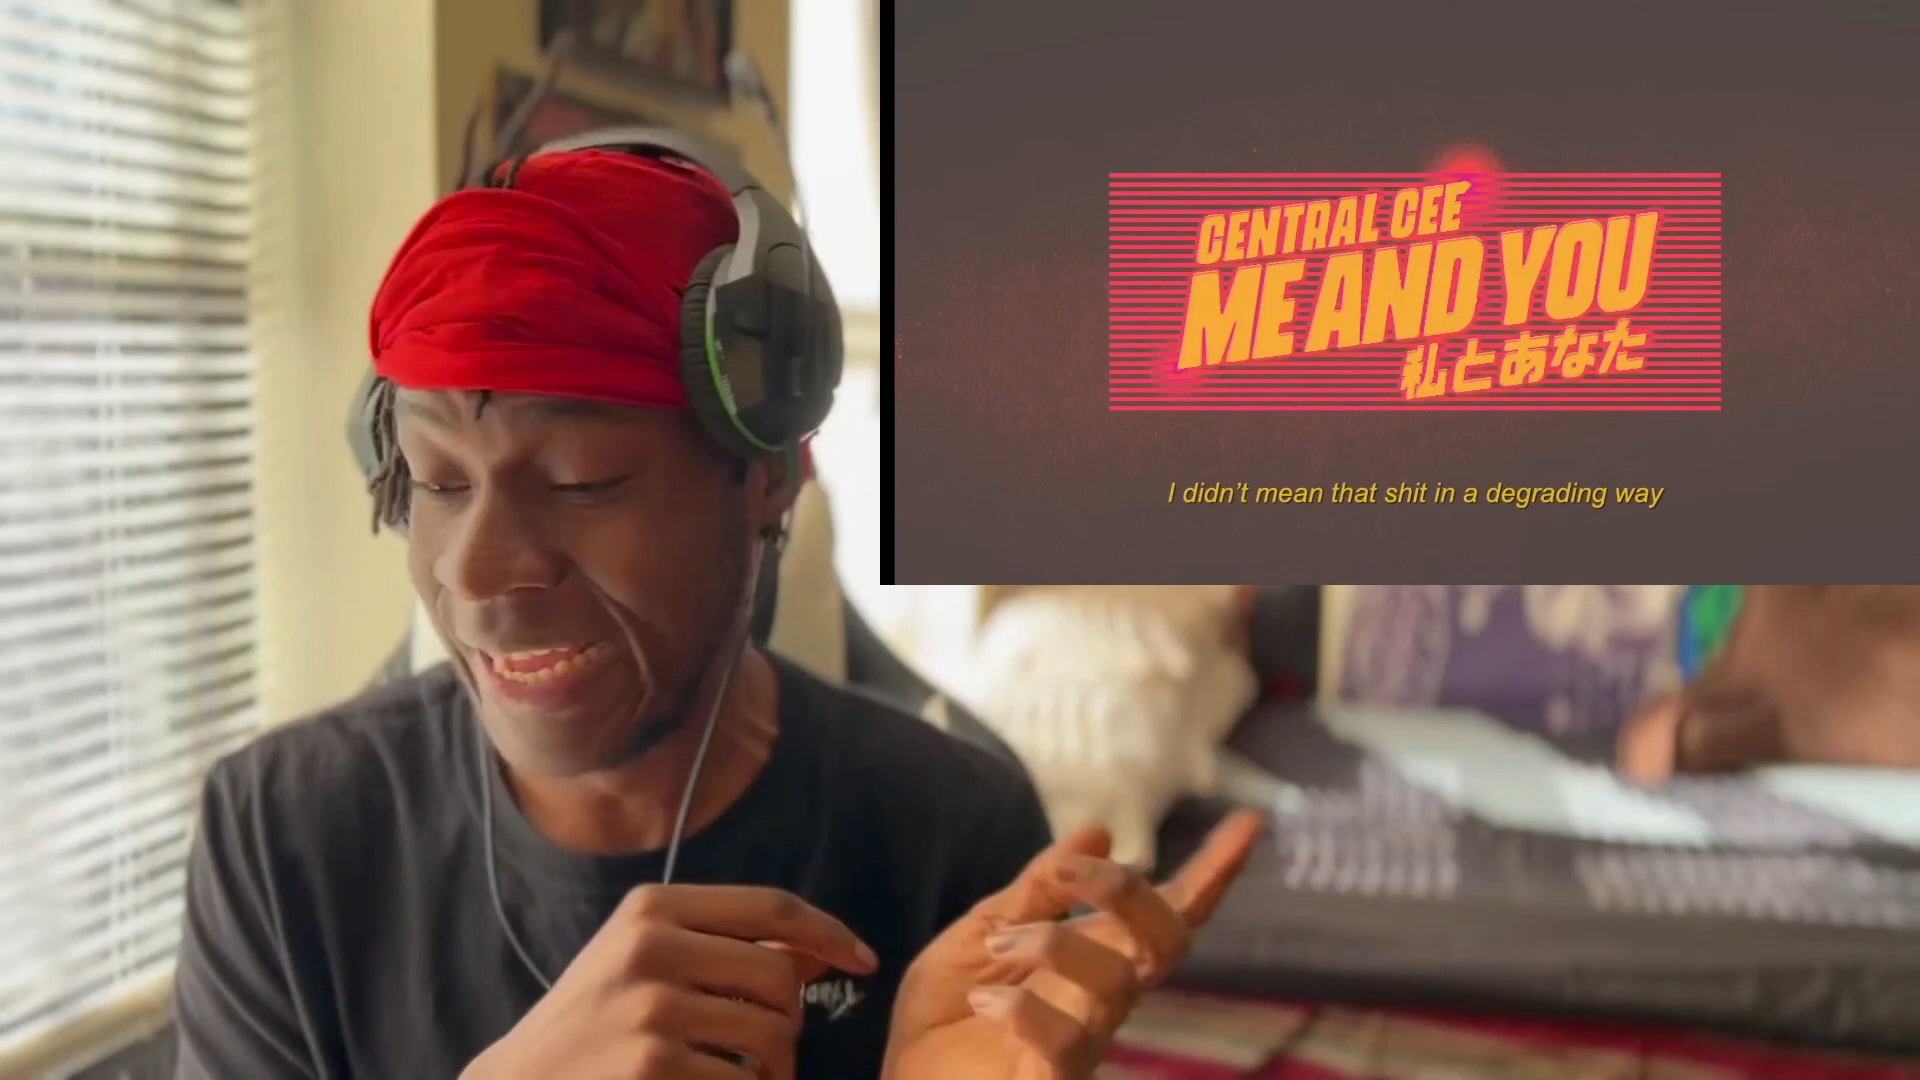 CENTRAL CEE
ME AND YOU
私とあなた
I didn't mean that shit in a degrading way